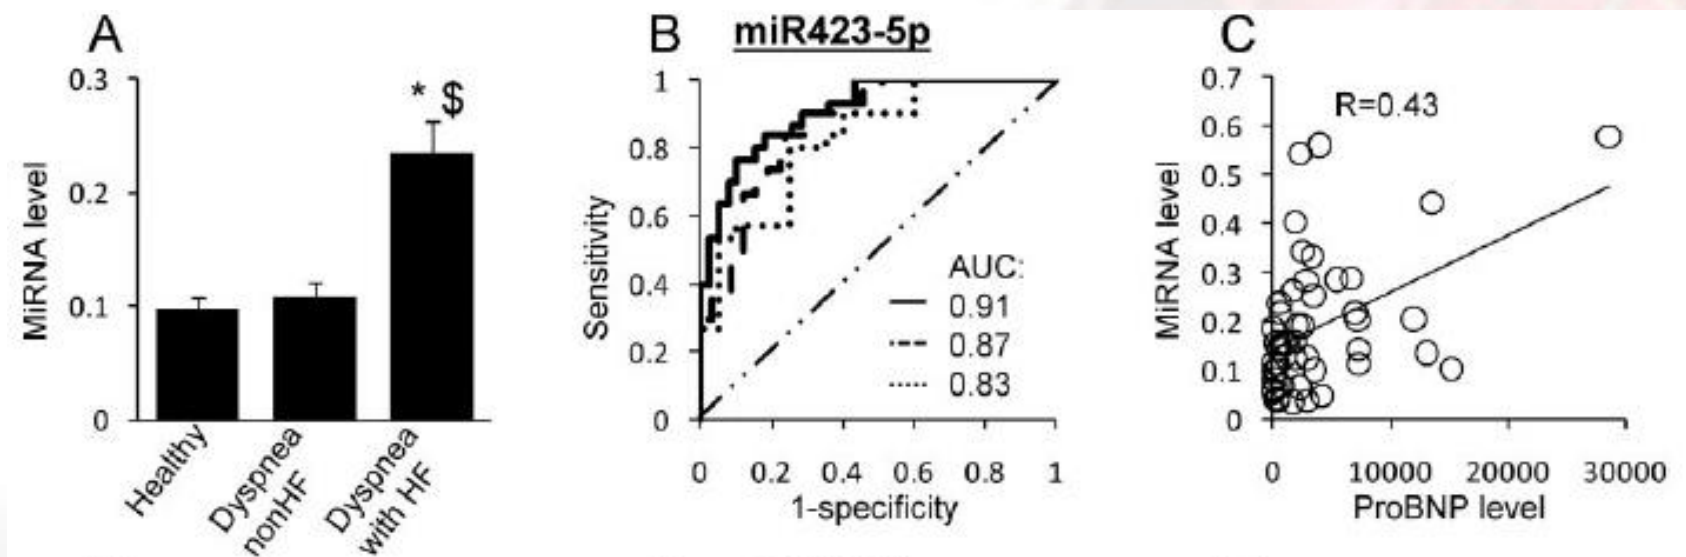 A
MiRNA level
0.3
0.2
0.1
0
* $
Healthy
Dyspnea
nonHF
Dyspnea
with HF
B
miR423-5p
Sensitivity
1
0.8
0.6
0.4
0.2
0
AUC:
0.91
0.87
0.83
0 0.2 0.4 0.6 0.8 1
1-specificity
C
MiRNA level
0.7
0.6
0.5
0.4
0.3
0.2
0.1
0
R=0.43
0 10000 20000 30000
ProBNP level